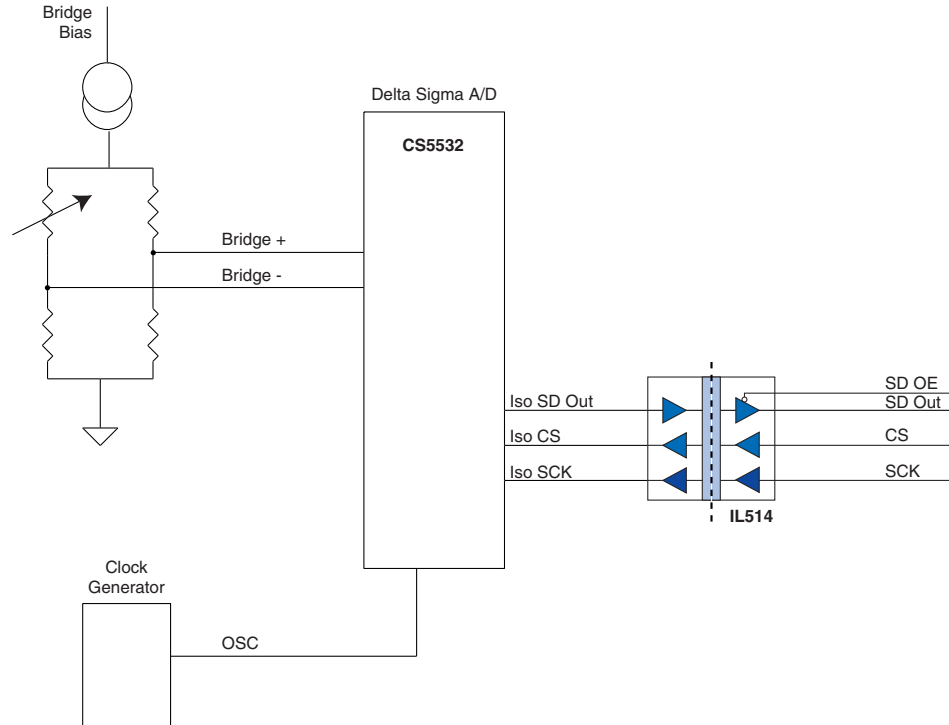 Bridge
Bias
Delta Sigma A/D
CS5532
Bridge +
Bridge -
SD OE
Iso SD Out
SD Out
Iso CS
CS
Iso SCK
SCK
IL514
Clock
Generator
OSC